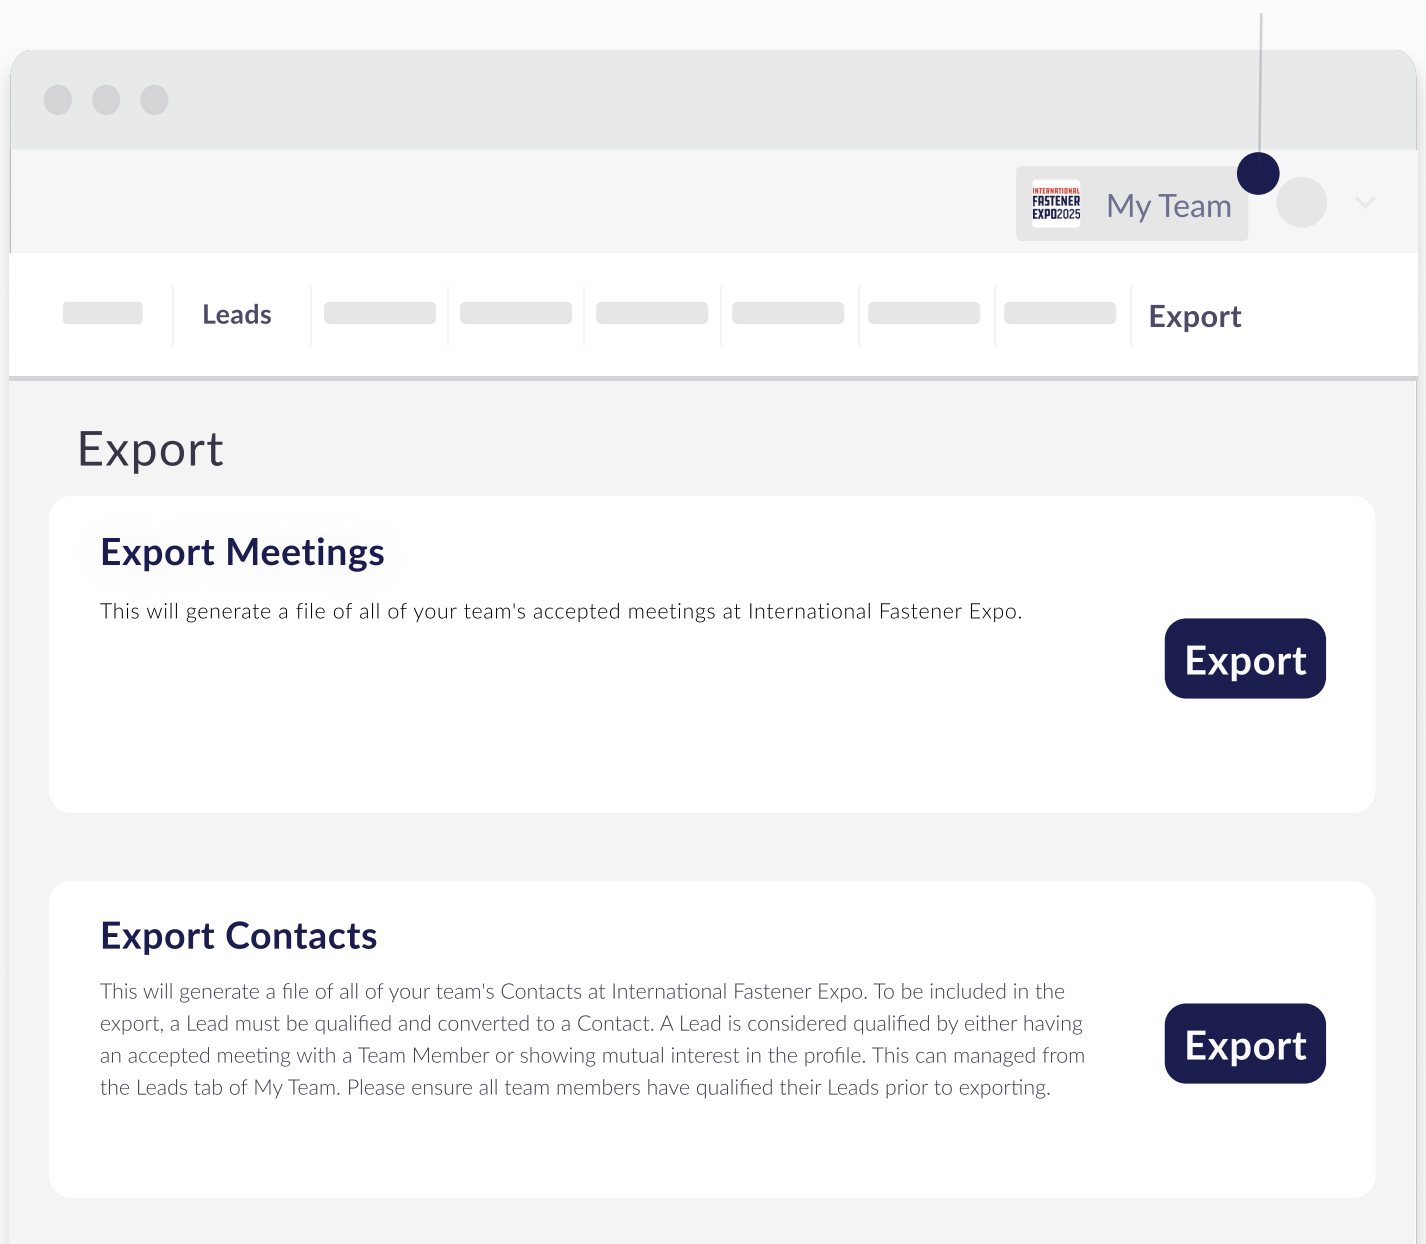 INTERNATIONAL
FASTENER
EXPO2025
My Team
Leads
Export
Export
Export Meetings
This will generate a file of all of your team's accepted meetings at International Fastener Expo.
Export
Export Contacts
This will generate a file of all of your team's Contacts at International Fastener Expo. To be included in the
export, a Lead must be qualified and converted to a Contact. A Lead is considered qualified by either having
an accepted meeting with a Team Member or showing mutual interest in the profile. This can managed from
the Leads tab of My Team. Please ensure all team members have qualified their Leads prior to exporting.
Export